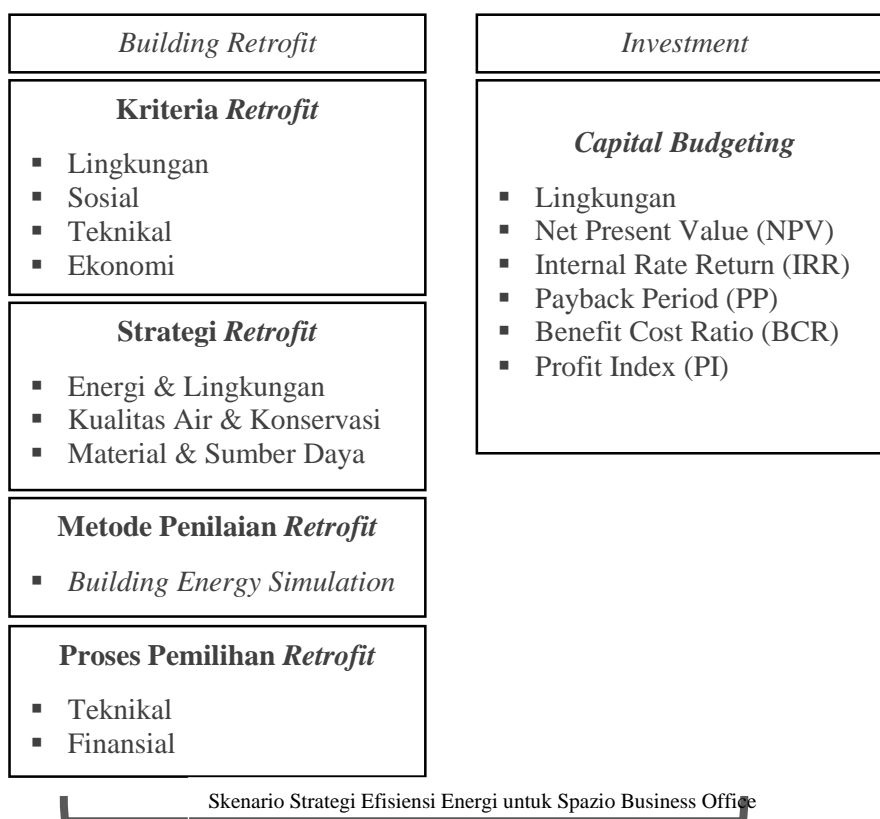 Building Retrofit
Kriteria Retrofit
▪ Lingkungan
▪ Sosial
▪ Teknikal
▪ Ekonomi
Strategi Retrofit
▪ Energi & Lingkungan
▪ Kualitas Air & Konservasi
▪ Material & Sumber Daya
Metode Penilaian Retrofit
▪ Building Energy Simulation
Proses Pemilihan Retrofit
▪ Teknikal
▪ Finansial
Investment
Capital Budgeting
▪ Lingkungan
▪ Net Present Value (NPV)
▪ Internal Rate Return (IRR)
▪ Payback Period (PP)
▪ Benefit Cost Ratio (BCR)
▪ Profit Index (PI)
Skenario Strategi Efisiensi Energi untuk Spazio Business Office